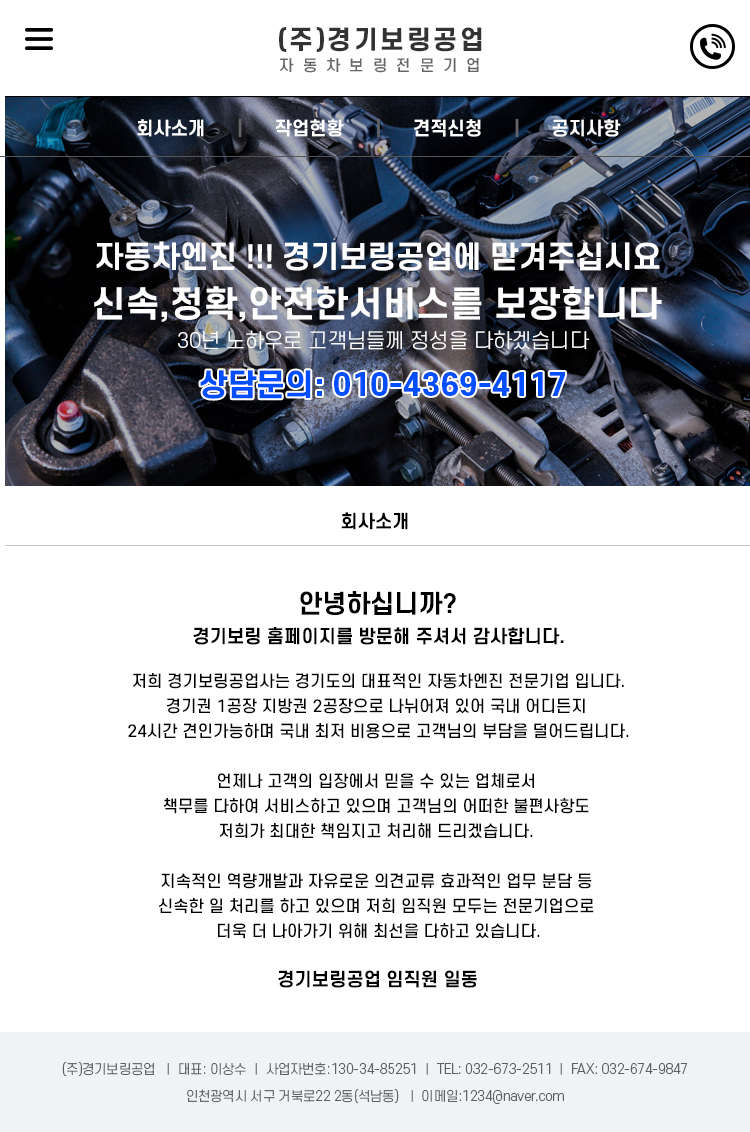 (주)경기보링공업
자동차보링전문기업
회사소개 | 작업현황 | 견적신청 | 공지사항
자동차엔진 !!! 경기보링공업에 맡겨주십시요
신속,정확,안전한서비스를 보장합니다
30년 노하우로 고객님들께 정성을 다하겠습니다
상담문의: 010-4369-4117
회사소개
안녕하십니까?
경기보링 홈페이지를 방문해 주셔서 감사합니다.
저희 경기보링공업사는 경기도의 대표적인 자동차엔진 전문기업 입니다.
경기권 1공장 지방권 2공장으로 나뉘어져 있어 국내 어디든지
24시간 견인가능하며 국내 최저 비용으로 고객님의 부담을 덜어드립니다.
언제나 고객의 입장에서 믿을 수 있는 업체로서
책무를 다하여 서비스하고 있으며 고객님의 어떠한 불편사항도
저희가 최대한 책임지고 처리해 드리겠습니다.
지속적인 역량개발과 자유로운 의견교류 효과적인 업무 분담 등
신속한 일 처리를 하고 있으며 저희 임직원 모두는 전문기업으로
더욱 더 나아가기 위해 최선을 다하고 있습니다.
경기보링공업 임직원 일동
(주)경기보링공업 | 대표: 이상수 | 사업자번호:130-34-85251 | TEL: 032-673-2511 | FAX: 032-674-9847
인천광역시 서구 거북로22 2동(석남동) | 이메일:1234@naver.com